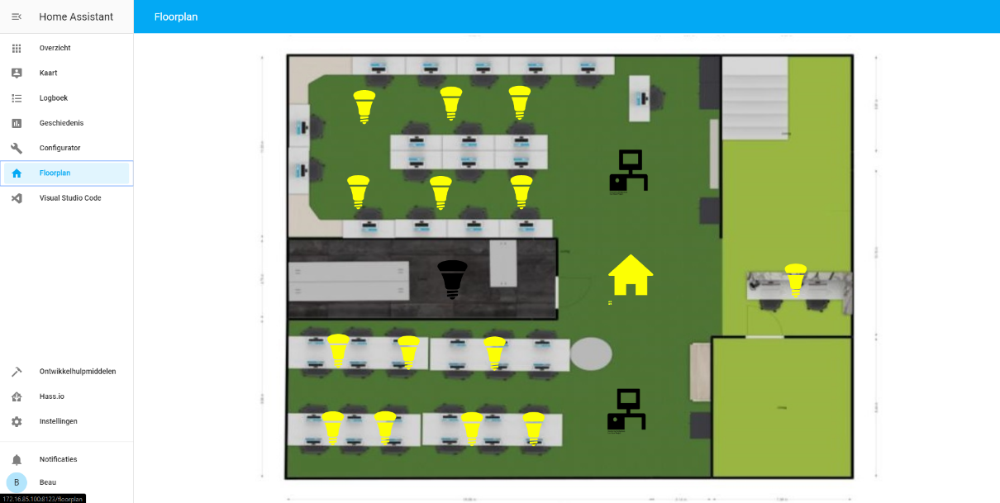 Home Assistant
Floorplan
Overzicht
Kaart
Logboek
Geschiedenis
Configurator
Floorplan
Visual Studio Code
Ontwikkelhulpmiddelen
Hass.io
Instellingen
Notificaties
B
Beau
172.16.85.100:8123/floorplan